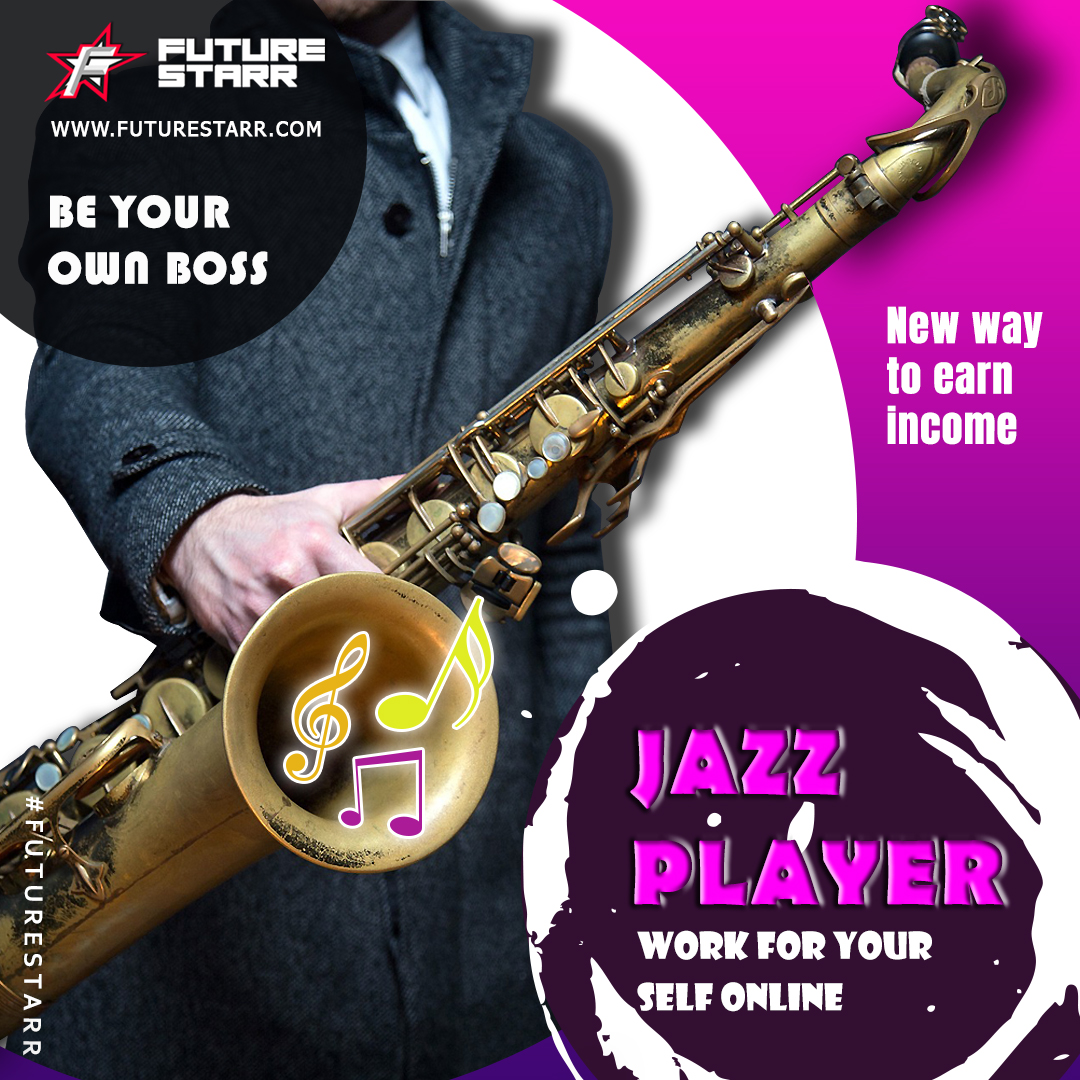 FUTURE
STARR
WWW.FUTURESTARR.COM
BE YOUR
OWN BOSS
New way
to earn
income
JAZZ
PLAYER
WORK FOR YOUR
SELF ONLINE
#FUTURESTARR